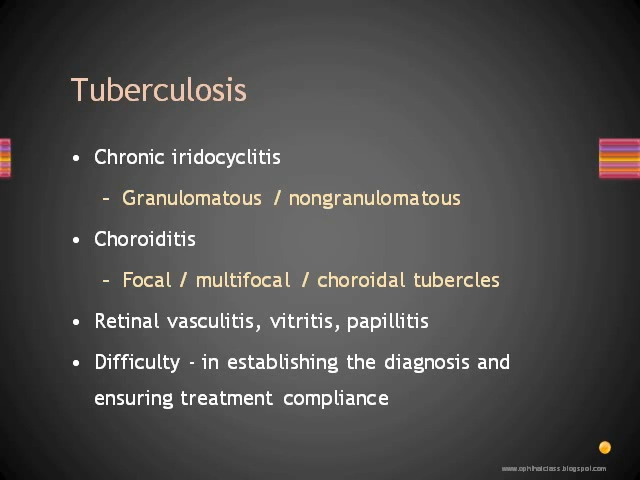 Tuberculosis
• Chronic iridocyclitis
– Granulomatous / nongranulomatous
• Choroiditis
– Focal / multifocal / choroidal tubercles
• Retinal vasculitis, vitritis, papillitis
• Difficulty - in establishing the diagnosis and
ensuring treatment compliance
www.ophthalclass.blogspot.com